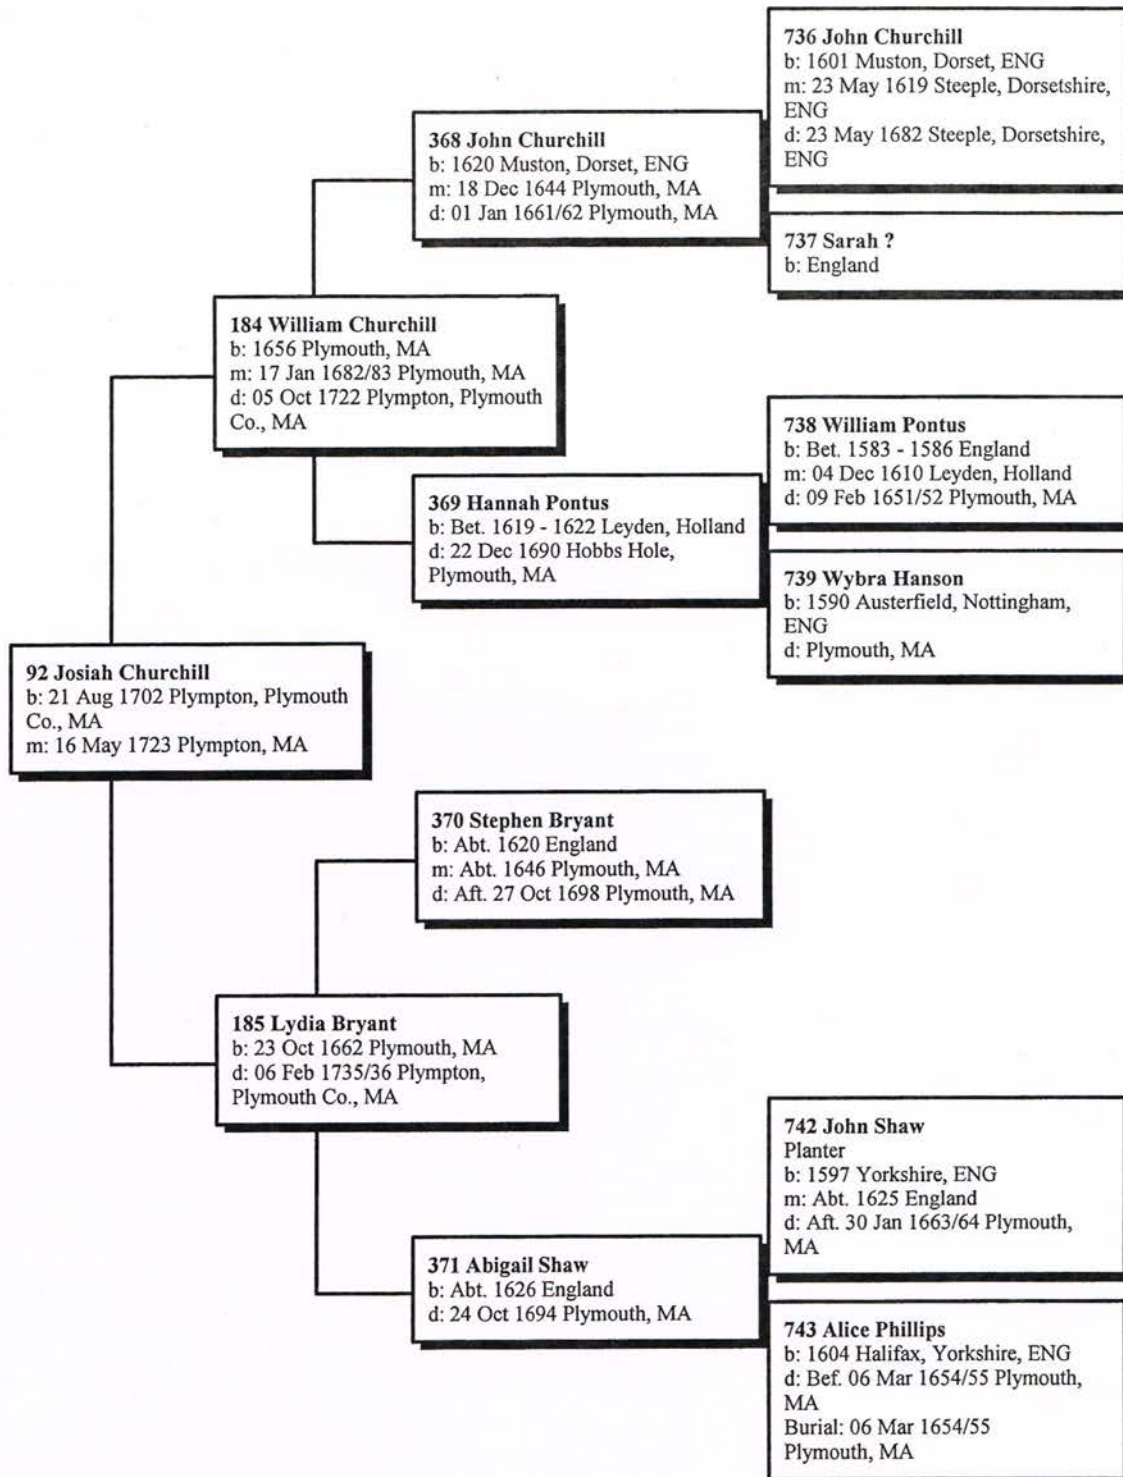 736 John Churchill
b: 1601 Muston, Dorset, ENG
m: 23 May 1619 Steeple, Dorsetshire,
ENG
d: 23 May 1682 Steeple, Dorsetshire,
ENG
368 John Churchill
b: 1620 Muston, Dorset, ENG
m: 18 Dec 1644 Plymouth, MA
d: 01 Jan 1661/62 Plymouth, MA
737 Sarah ?
b: England
184 William Churchill
b: 1656 Plymouth, MA
m: 17 Jan 1682/83 Plymouth, MA
d: 05 Oct 1722 Plympton, Plymouth
Co., MA
738 William Pontus
b: Bet. 1583 - 1586 England
m: 04 Dec 1610 Leyden, Holland
d: 09 Feb 1651/52 Plymouth, MA
369 Hannah Pontus
b: Bet. 1619 - 1622 Leyden, Holland
d: 22 Dec 1690 Hobbs Hole,
Plymouth, MA
739 Wybra Hanson
b: 1590 Austerfield, Nottingham,
ENG
d: Plymouth, MA
92 Josiah Churchill
b: 21 Aug 1702 Plympton, Plymouth
Co., MA
m: 16 May 1723 Plympton, MA
370 Stephen Bryant
b: Abt. 1620 England
m: Abt. 1646 Plymouth, MA
d: Aft. 27 Oct 1698 Plymouth, MA
185 Lydia Bryant
b: 23 Oct 1662 Plymouth, MA
d: 06 Feb 1735/36 Plympton,
Plymouth Co., MA
742 John Shaw
Planter
b: 1597 Yorkshire, ENG
m: Abt. 1625 England
d: Aft. 30 Jan 1663/64 Plymouth,
MA
371 Abigail Shaw
b: Abt. 1626 England
d: 24 Oct 1694 Plymouth, MA
743 Alice Phillips
b: 1604 Halifax, Yorkshire, ENG
d: Bef. 06 Mar 1654/55 Plymouth,
MA
Burial: 06 Mar 1654/55
Plymouth, MA